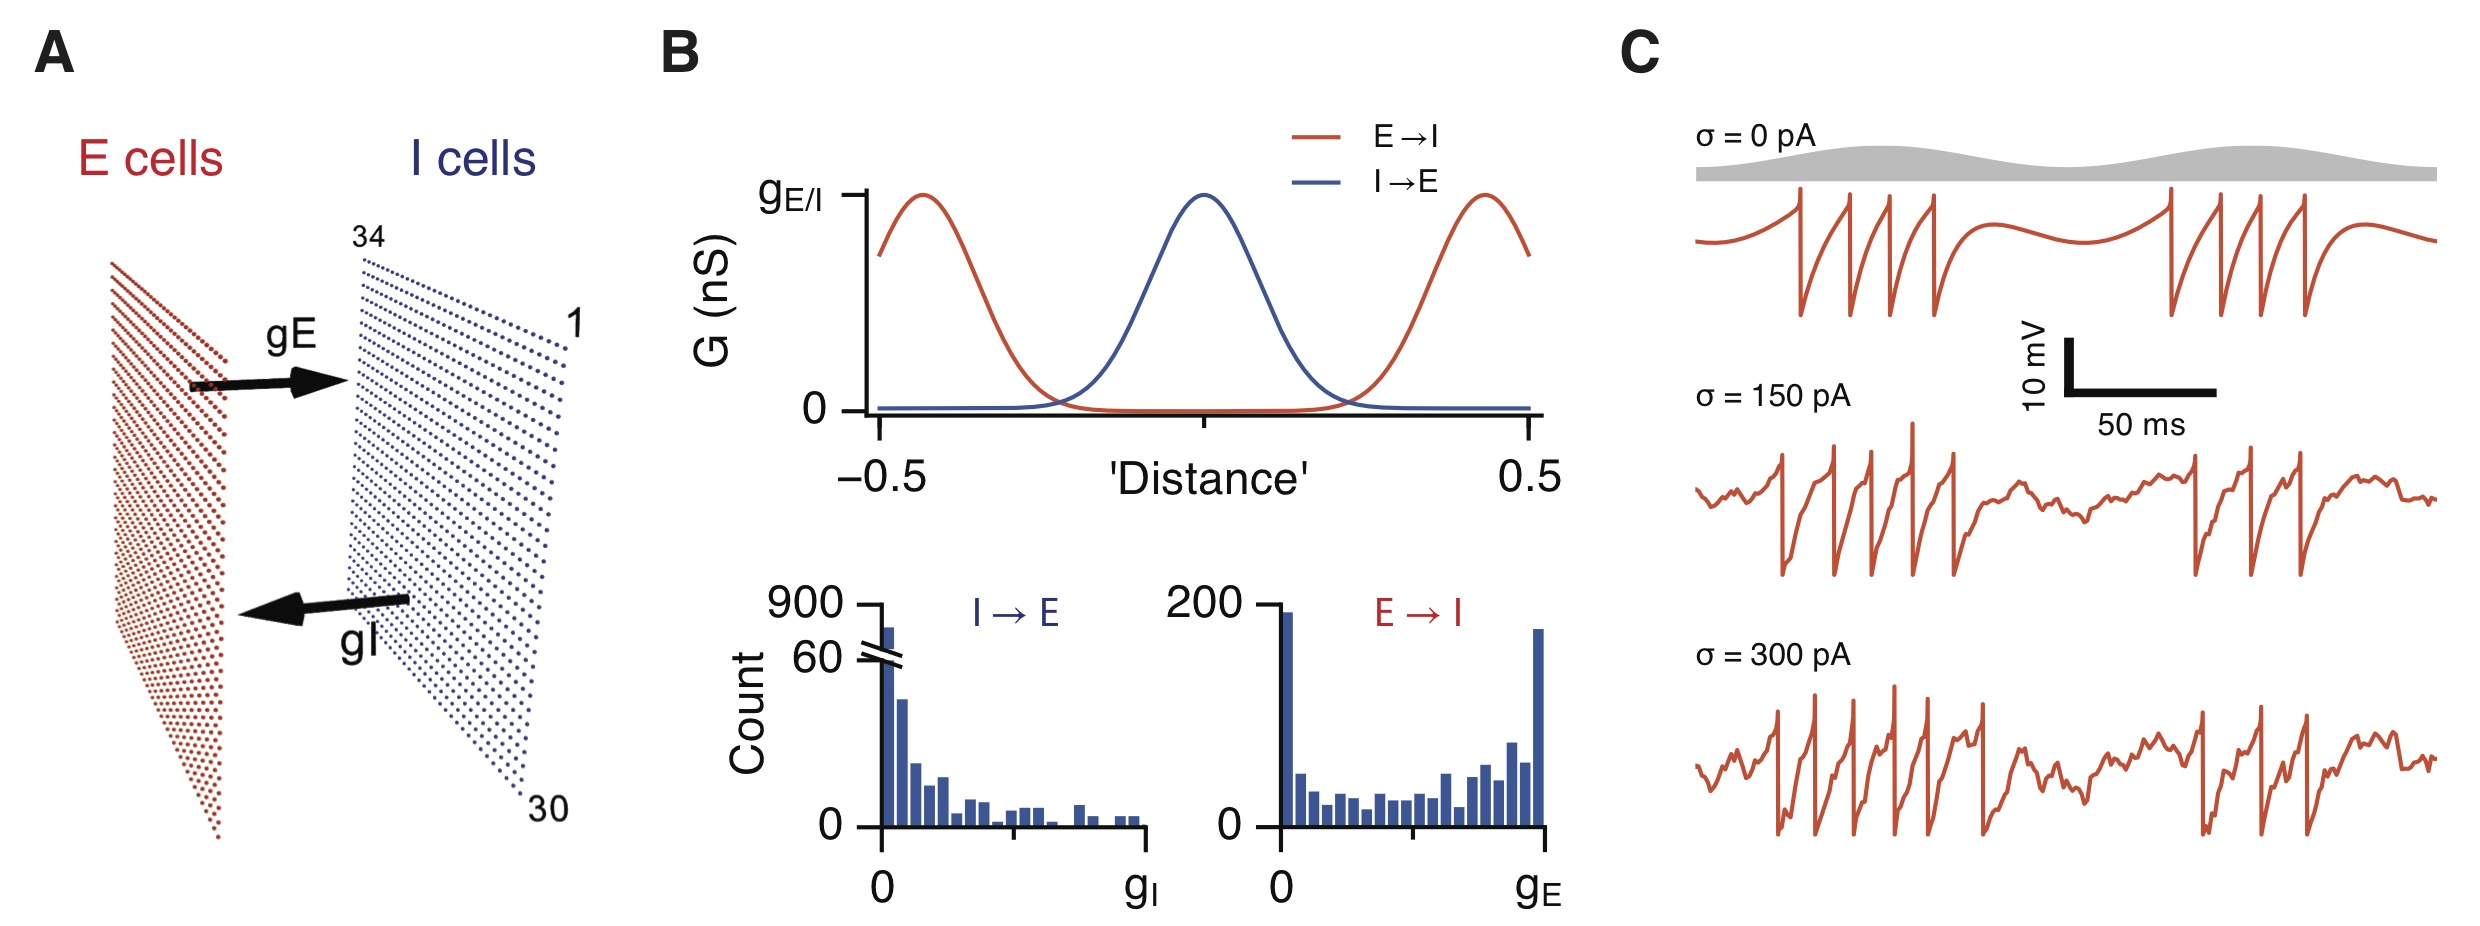 A
E cells
I cells
34
1
gE
gI
30
B
E→I
I→E
gE/I
G (nS)
0
−0.5
'Distance'
0.5
900
60
0
Count
I → E
0
gI
200
0
E → I
0
gE
C
σ = 0 pA
10 mV
50 ms
σ = 150 pA
σ = 300 pA